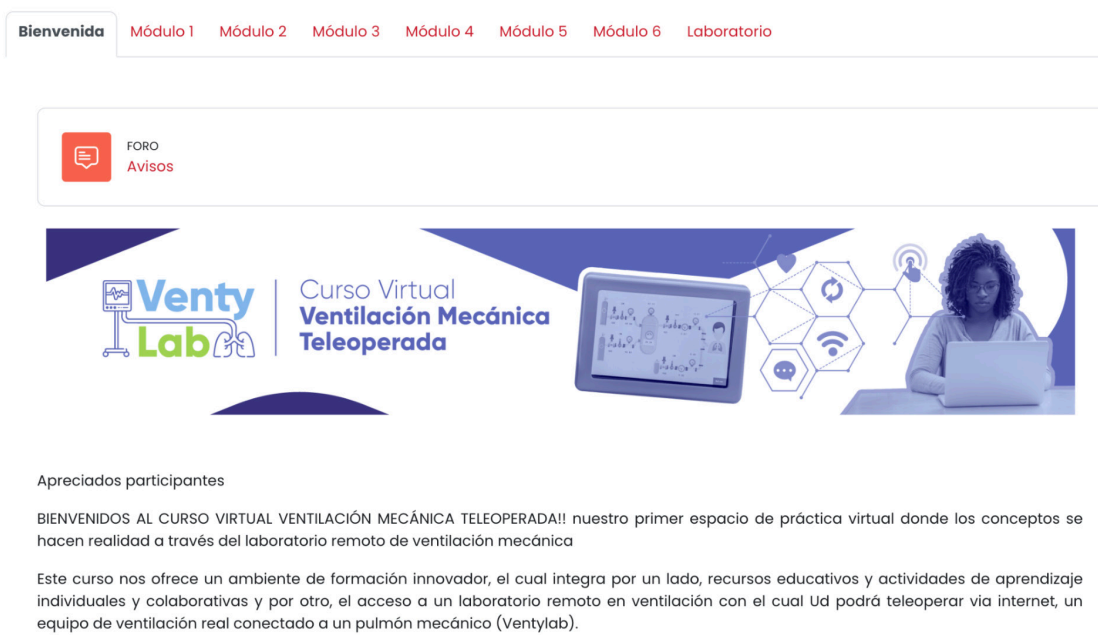 Bienvenida Módulo 1 Módulo 2 Módulo 3 Módulo 4 Módulo 5 Módulo 6 Laboratorio
FORO
Avisos
Venty
Lab
Curso Virtual
Ventilación Mecánica
Teleoperada
Apreciados participantes
BIENVENIDOS AL CURSO VIRTUAL VENTILACIÓN MECÁNICA TELEOPERADA!! nuestro primer espacio de práctica virtual donde los conceptos se
hacen realidad a través del laboratorio remoto de ventilación mecánica
Este curso nos ofrece un ambiente de formación innovador, el cual integra por un lado, recursos educativos y actividades de aprendizaje
individuales y colaborativas y por otro, el acceso a un laboratorio remoto en ventilación con el cual Ud podrá teleoperar via internet, un
equipo de ventilación real conectado a un pulmón mecánico (Ventylab).